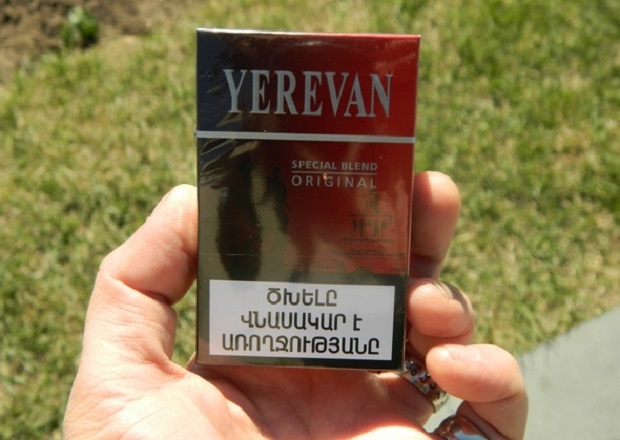 YEREVAN
SPECIAL BLEND
ORIGINAL
ԾԽԵԼԸ
ՎՆԱՍԱԿԱՐ Է
ԱՌՈՂՋՈՒԹՅԱՆԸ